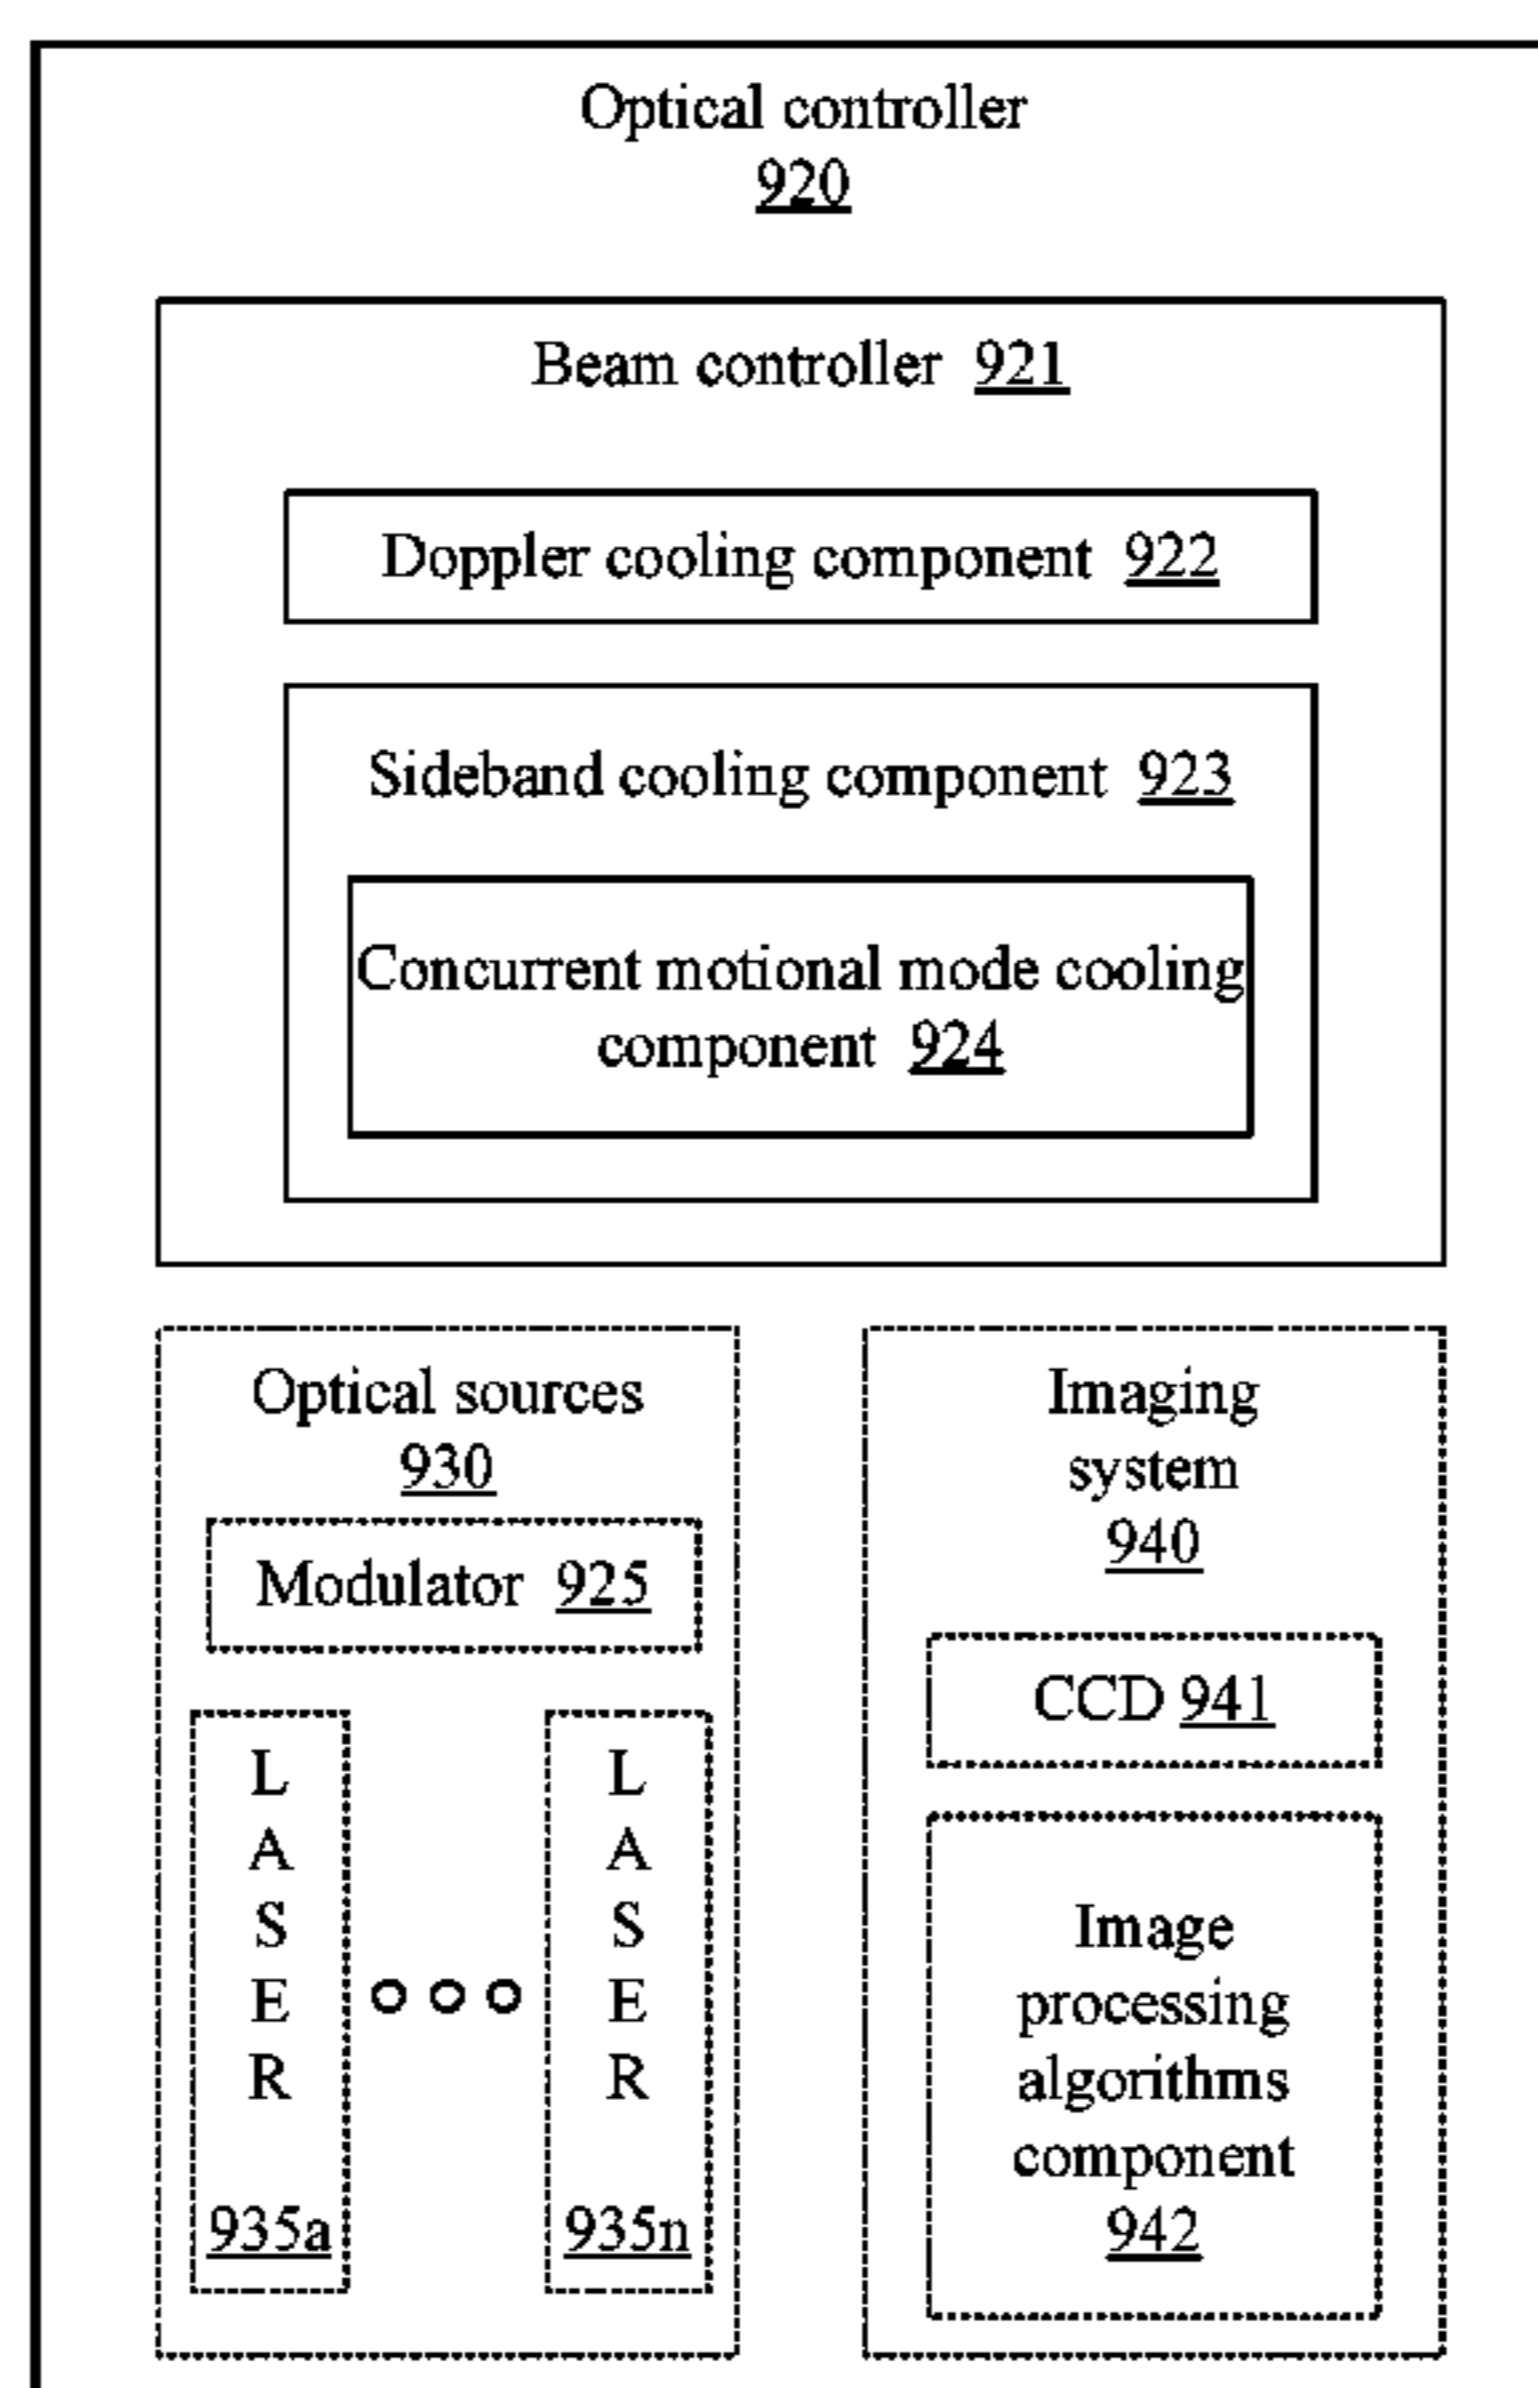 Optical controller
920
Beam controller 921
Doppler cooling component 922
Sideband cooling component 923
Concurrent motional mode cooling
component 924
Optical sources
930
Modulator 925
L
A
S
E
R
935a
L
A
S
E
R
935n
Imaging
system
940
CCD 941
Image
processing
algorithms
component
942